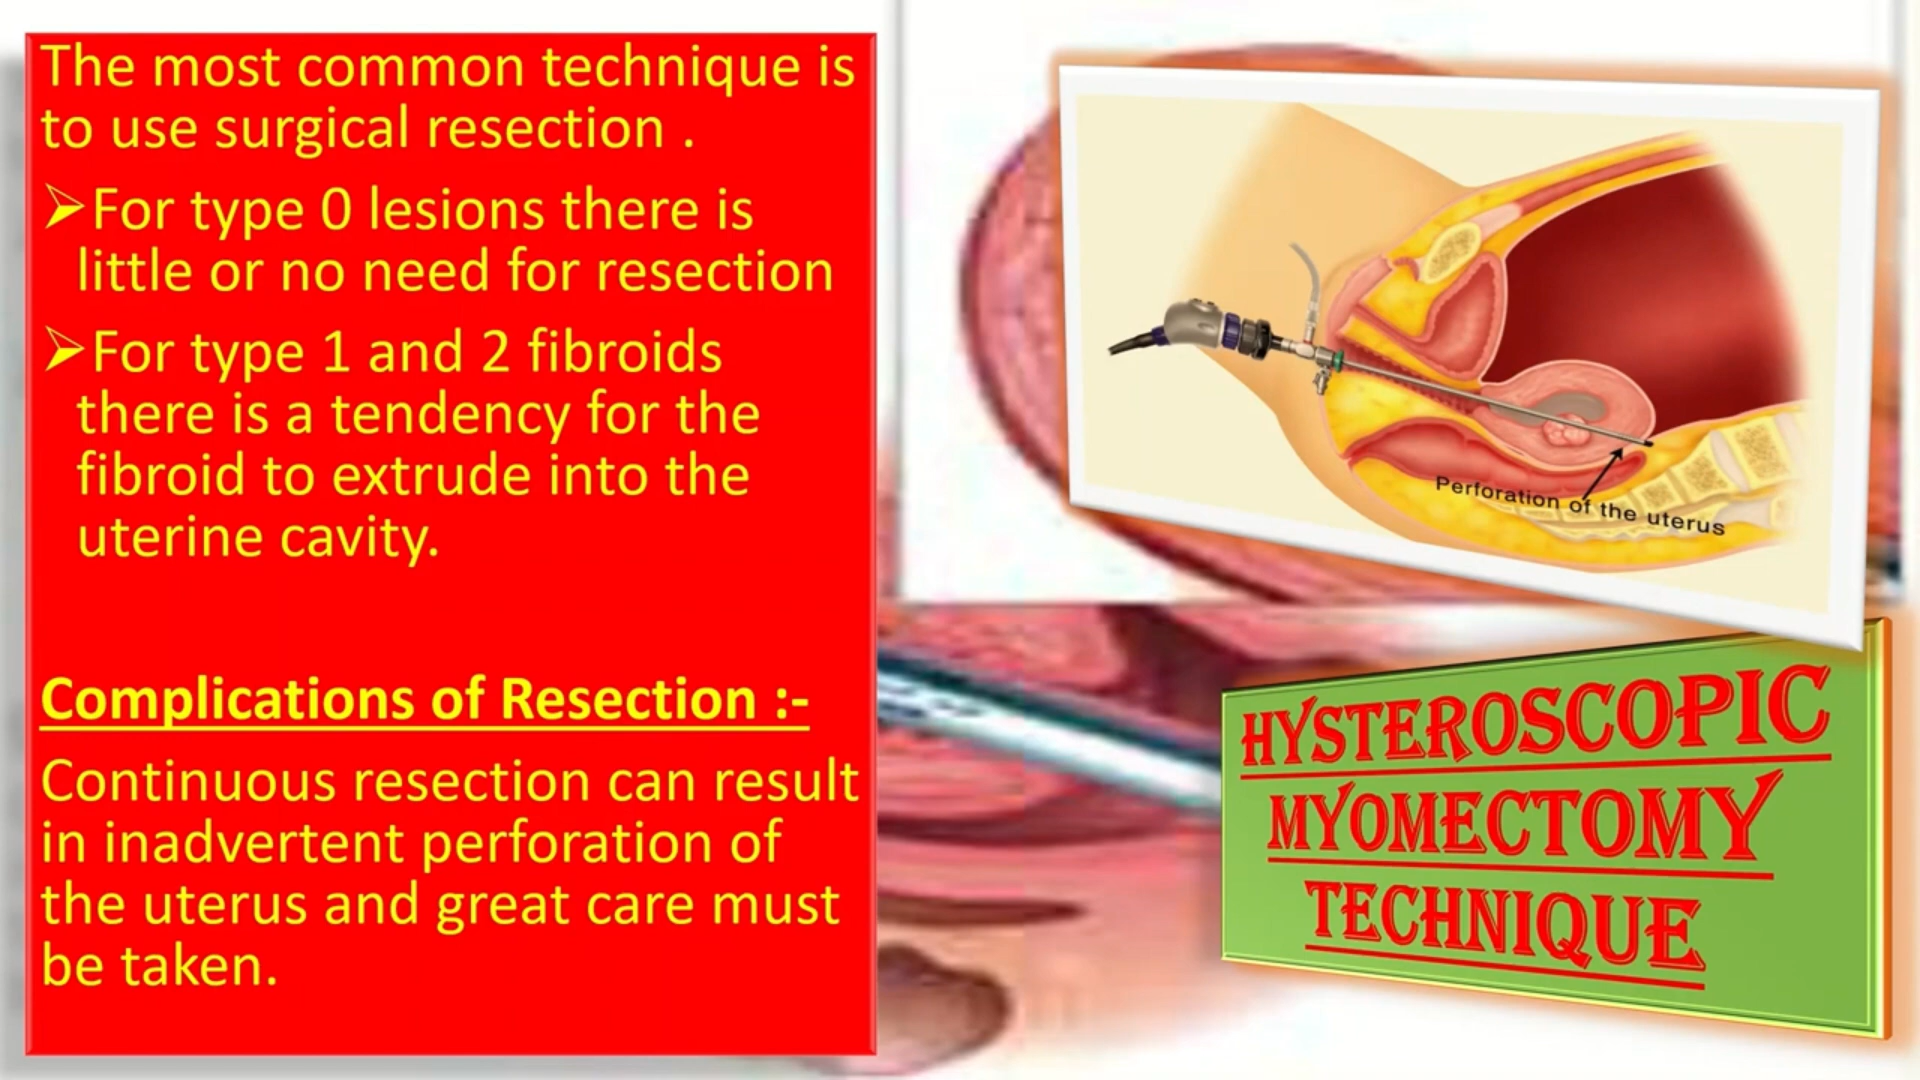 The most common technique is
to use surgical resection .
➢For type 0 lesions there is
little or no need for resection
➢For type 1 and 2 fibroids
there is a tendency for the
fibroid to extrude into the
uterine cavity.
Complications of Resection :-
Continuous resection can result
in inadvertent perforation of
the uterus and great care must
be taken.
Perforation of the uterus
HYSTEROSCOPIC
MYOMECTOMY
TECHNIQUE